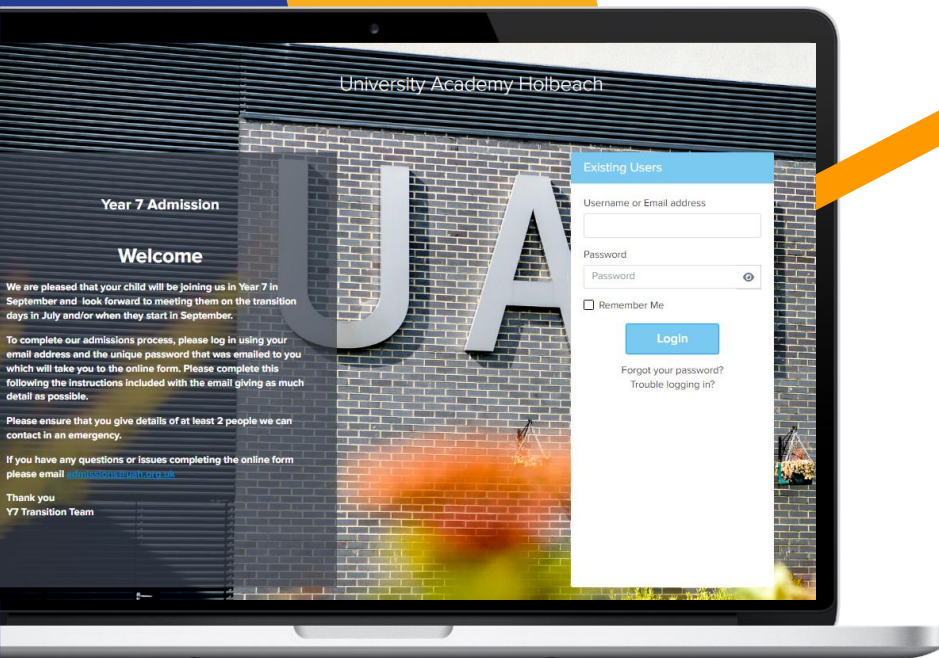 University Academy Holbeach
Year 7 Admission
Welcome
We are pleased that your child will be joining us in Year 7 in
September and look forward to meeting them on the transition
days in July and/or when they start in September.
To complete our admissions process, please log in using your
email address and the unique password that was emailed to you
which will take you to the online form. Please complete this
following the instructions included with the email giving as much
detail as possible.
Please ensure that you give details of at least 2 people we can
contact in an emergency.
If you have any questions or issues completing the online form
please email admissions@uah.org.uk
Thank you
Y7 Transition Team
UA
Existing Users
Username or Email address
Password
Password
Remember Me
Login
Forgot your password?
Trouble logging in?